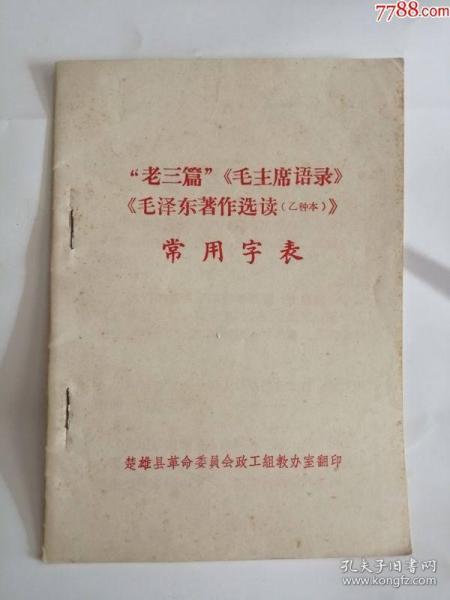 7788.com
“老三篇”《毛主席语录》
《毛泽东著作选读（乙种本）》
常用字表
楚雄县革命委員会政工組教办室翻印
孔夫子旧书网
www.kongfz.com